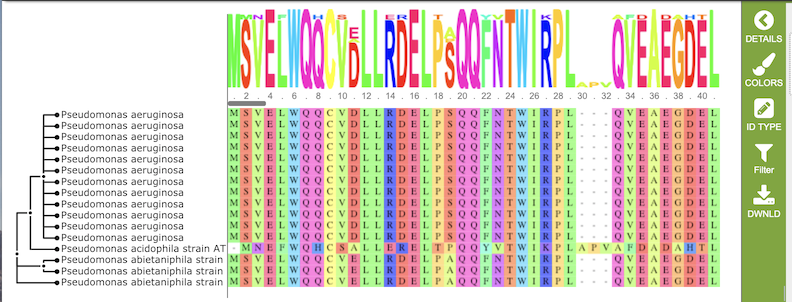 DETAILS
COLORS
ID TYPE
Filter
DWNLD
. 2 . 4 . 6 . 8 . 10 . 12 . 14 . 16 . 18 . 20 . 22 . 24 . 26 . 28 . 30 . 32 . 34 . 36 . 38 . 40 .
Pseudomonas aeruginosa M S V E L W Q Q C V D L L R D E L P S Q Q F N T W I R P L - - - Q V E A E G D E L
Pseudomonas aeruginosa M S V E L W Q Q C V D L L R D E L P S Q Q F N T W I R P L - - - Q V E A E G D E L
Pseudomonas aeruginosa M S V E L W Q Q C V D L L R D E L P S Q Q F N T W I R P L - - - Q V E A E G D E L
Pseudomonas aeruginosa M S V E L W Q Q C V D L L R D E L P S Q Q F N T W I R P L - - - Q V E A E G D E L
Pseudomonas aeruginosa M S V E L W Q Q C V D L L R D E L P S Q Q F N T W I R P L - - - Q V E A E G D E L
Pseudomonas aeruginosa M S V E L W Q Q C V D L L R D E L P S Q Q F N T W I R P L - - - Q V E A E G D E L
Pseudomonas aeruginosa M S V E L W Q Q C V D L L R D E L P S Q Q F N T W I R P L - - - Q V E A E G D E L
Pseudomonas aeruginosa M S V E L W Q Q C V D L L R D E L P S Q Q F N T W I R P L - - - Q V E A E G D E L
Pseudomonas aeruginosa M S V E L W Q Q C V D L L R D E L P S Q Q F N T W I R P L - - - Q V E A E G D E L
Pseudomonas aeruginosa M S V E L W Q Q C V D L L R D E L P S Q Q F N T W I R P L - - - Q V E A E G D E L
Pseudomonas aeruginosa M S V E L W Q Q C V D L L R D E L P S Q Q F N T W I R P L - - - Q V E A E G D E L
Pseudomonas aeruginosa M S V E L W Q Q C V D L L R D E L P S Q Q F N T W I R P L - - - Q V E A E G D E L
Pseudomonas acidophila strain AT - M N E F W Q H C S A L L E R E L T P Q Q Y V T W I K P L A P V A F D A D A H T L
Pseudomonas abietaniphila strain M S V E L W Q Q C V E L L R D E L P A Q Q F N T W I R P L - - - Q V E A E G D E L
Pseudomonas abietaniphila strain M S V E L W Q Q C V E L L R D E L P A Q Q F N T W I R P L - - - Q V E A E G D E L
Pseudomonas abietaniphila strain M S V E L W Q Q C V E L L R D E L P A Q Q F N T W I R P L - - - Q V E A E G D E L